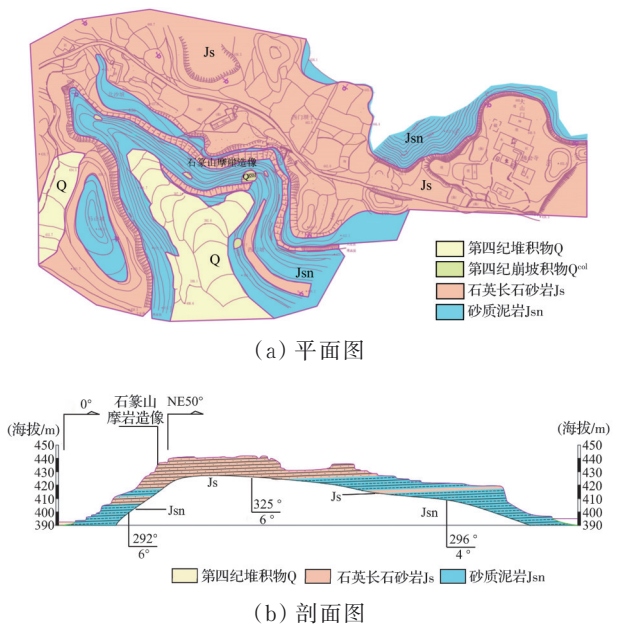 Js
Jsn
石篆山摩崖造像
Qcol
Q
Js
Q
Jsn
第四纪堆积物Q
第四纪崩坡积物Qcol
石英长石砂岩Js
砂质泥岩Jsn
(a) 平面图
0°
石篆山
摩岩造像
NE50°
(海拔/m)
(海拔/m)
450
440
430
420
410
400
390
450
440
430
420
410
400
390
Js
325°
6°
Js
Jsn
Jsn
292°
6°
296°
4°
第四纪堆积物Q
石英长石砂岩Js
砂质泥岩Jsn
(b) 剖面图